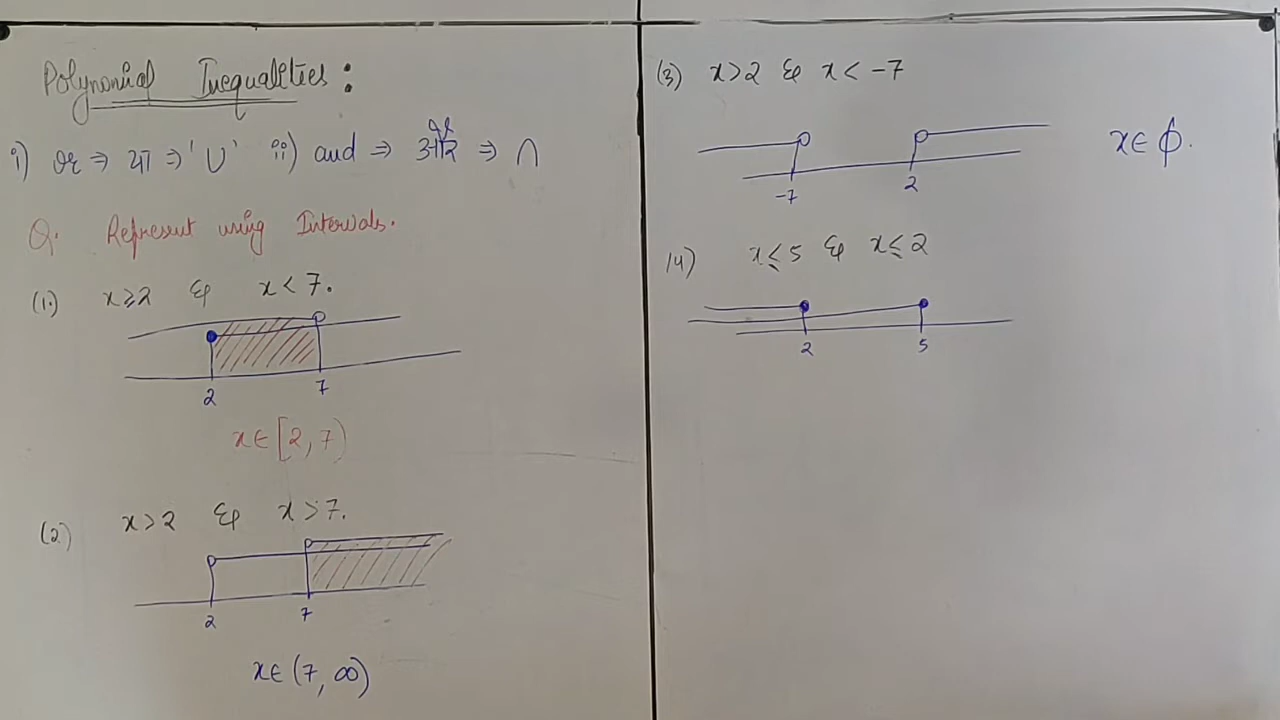 Polynomial Inequalities :
i) or ⇒ या ⇒ '∪' ii) and ⇒ और ⇒ ∩
Q. Represent using Intervals.
(1.) x ≥ 2 & x < 7.
2 7
x ∈ [2, 7)
(2) x > 2 & x > 7.
2 7
x ∈ (7, ∞)
(3) x > 2 & x < -7
-7 2
x ∈ ϕ.
(4) x ≤ 5 & x ≤ 2
2 5